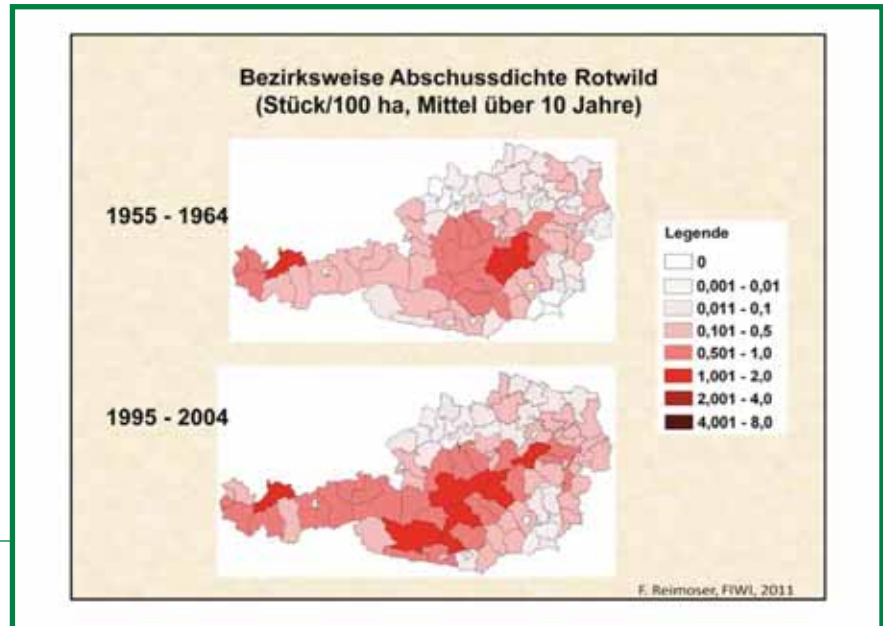 Bezirksweise Abschussdichte Rotwild
(Stück/100 ha, Mittel über 10 Jahre)
1955 - 1964
Legende
0
0,001 - 0,01
0,011 - 0,1
0,101 - 0,5
0,501 - 1,0
1,001 - 2,0
2,001 - 4,0
4,001 - 8,0
1995 - 2004
F. Reimoser, FIWI, 2011